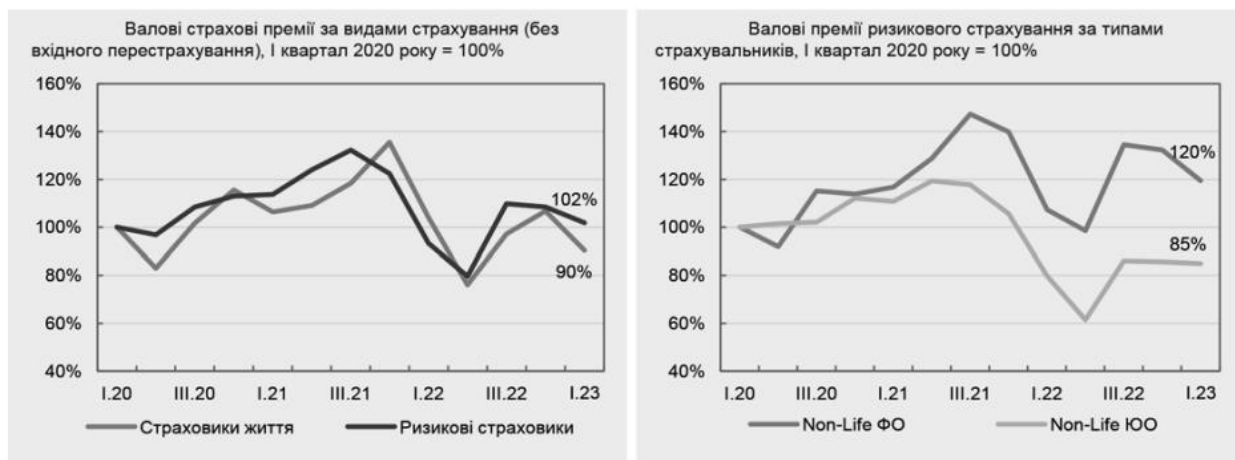 Валові страхові премії за видами страхування (без
вхідного перестрахування), І квартал 2020 року = 100%
160%
140%
120%
100%
80%
60%
40%
102%
90%
I.20
III.20
I.21
III.21
I.22
III.22
I.23
Страховики життя
Ризикові страховики
Валові премії ризикового страхування за типами
страхувальників, І квартал 2020 року = 100%
160%
140%
120%
100%
80%
60%
40%
120%
85%
I.20
III.20
I.21
III.21
I.22
III.22
I.23
Non-Life ФО
Non-Life ЮО